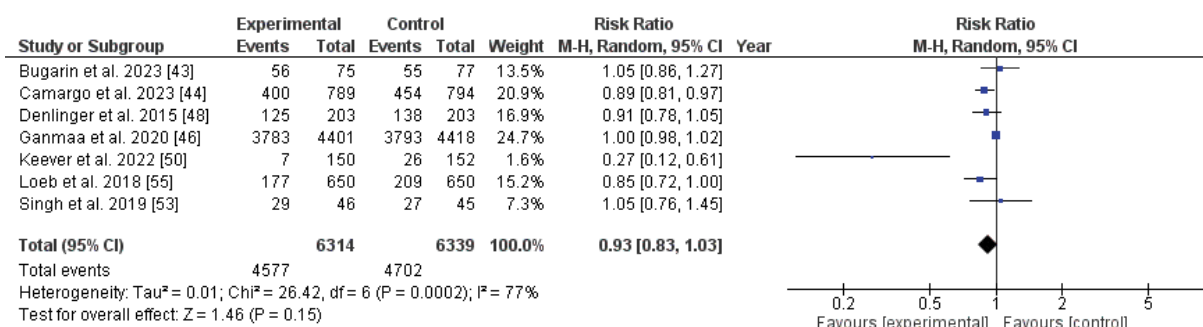 Experimental Control Risk Ratio Risk Ratio
Study or Subgroup Events Total Events Total Weight M-H, Random, 95% CI Year M-H, Random, 95% CI
Bugarin et al. 2023 [43] 56 75 55 77 13.5% 1.05 [0.86, 1.27]
Camargo et al. 2023 [44] 400 789 454 794 20.9% 0.89 [0.81, 0.97]
Denlinger et al. 2015 [48] 125 203 138 203 16.9% 0.91 [0.78, 1.05]
Ganmaa et al. 2020 [46] 3783 4401 3793 4418 24.7% 1.00 [0.98, 1.02]
Keever et al. 2022 [50] 7 150 26 152 1.6% 0.27 [0.12, 0.61]
Loeb et al. 2018 [55] 177 650 209 650 15.2% 0.85 [0.72, 1.00]
Singh et al. 2019 [53] 29 46 27 45 7.3% 1.05 [0.76, 1.45]
Total (95% CI) 6314 6339 100.0% 0.93 [0.83, 1.03]
Total events 4577 4702
Heterogeneity: Tau² = 0.01; Chi² = 26.42, df = 6 (P = 0.0002); I² = 77%
Test for overall effect: Z = 1.46 (P = 0.15)
0.2 0.5 1 2 5
Favours [experimental] Favours [control]